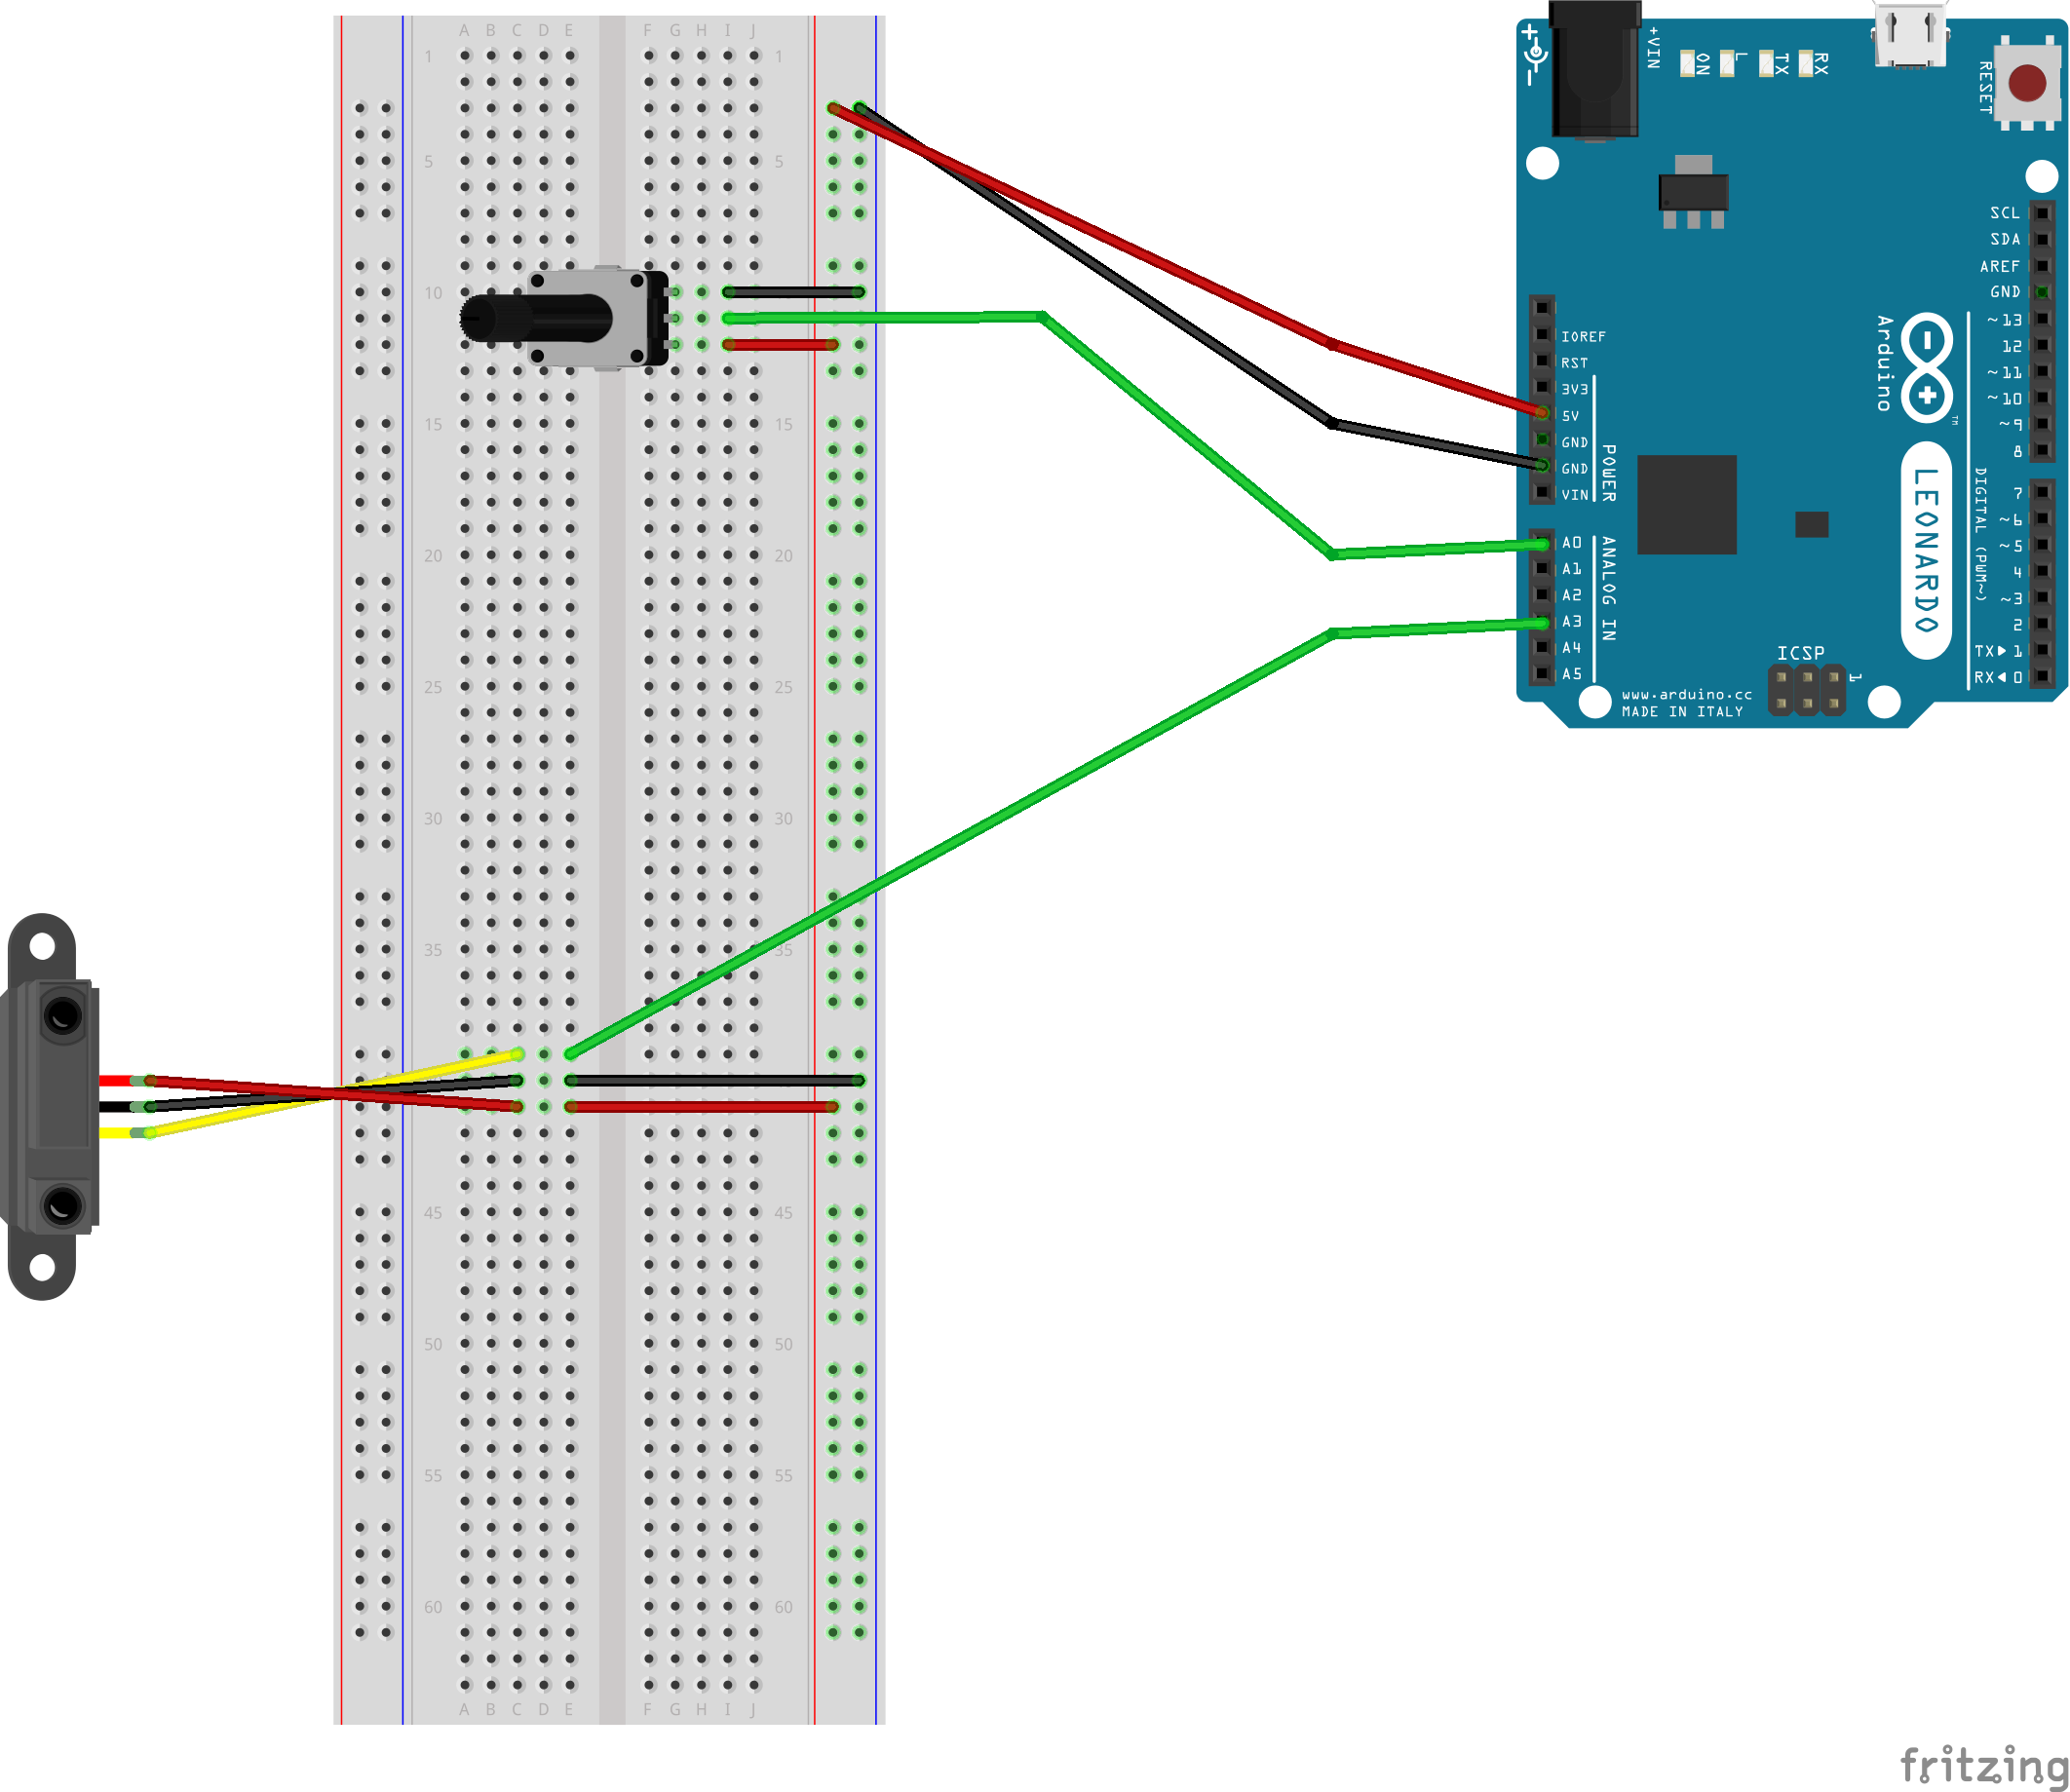 A B C D E F G H I J
1 1
5 5
10
15 15
20 20
25 25
30 30
35 35
45 45
50 50
55 55
60 60
A B C D E F G H I J
+
-
+VIN
ON
L
TX
RX
RESET
SCL
SDA
AREF
GND
~13
12
~11
~10
~9
8
7
~6
~5
4
~3
2
TX▶1
RX◀0
DIGITAL (PWM~)
IOREF
RST
3V3
5V
GND
GND
VIN
POWER
A0
A1
A2
A3
A4
A5
ANALOG IN
Arduino
TM
LEONARDO
ICSP
1
www.arduino.cc
MADE IN ITALY
fritzing